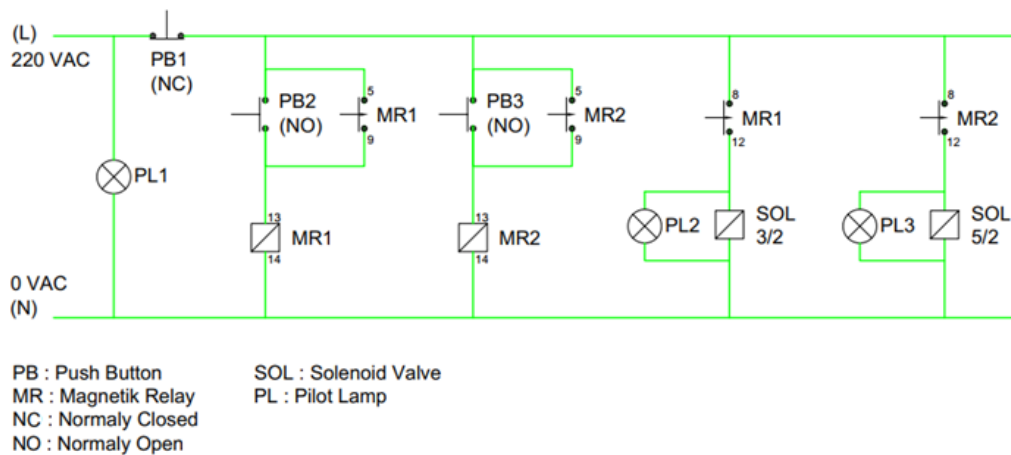 (L)
220 VAC
PB1
(NC)
PB2
(NO)
5
MR1
9
PB3
(NO)
5
MR2
9
8
MR1
12
8
MR2
12
PL1
13
MR1
14
13
MR2
14
PL2
SOL
3/2
PL3
SOL
5/2
0 VAC
(N)
PB : Push Button
MR : Magnetik Relay
NC : Normaly Closed
NO : Normaly Open
SOL : Solenoid Valve
PL : Pilot Lamp